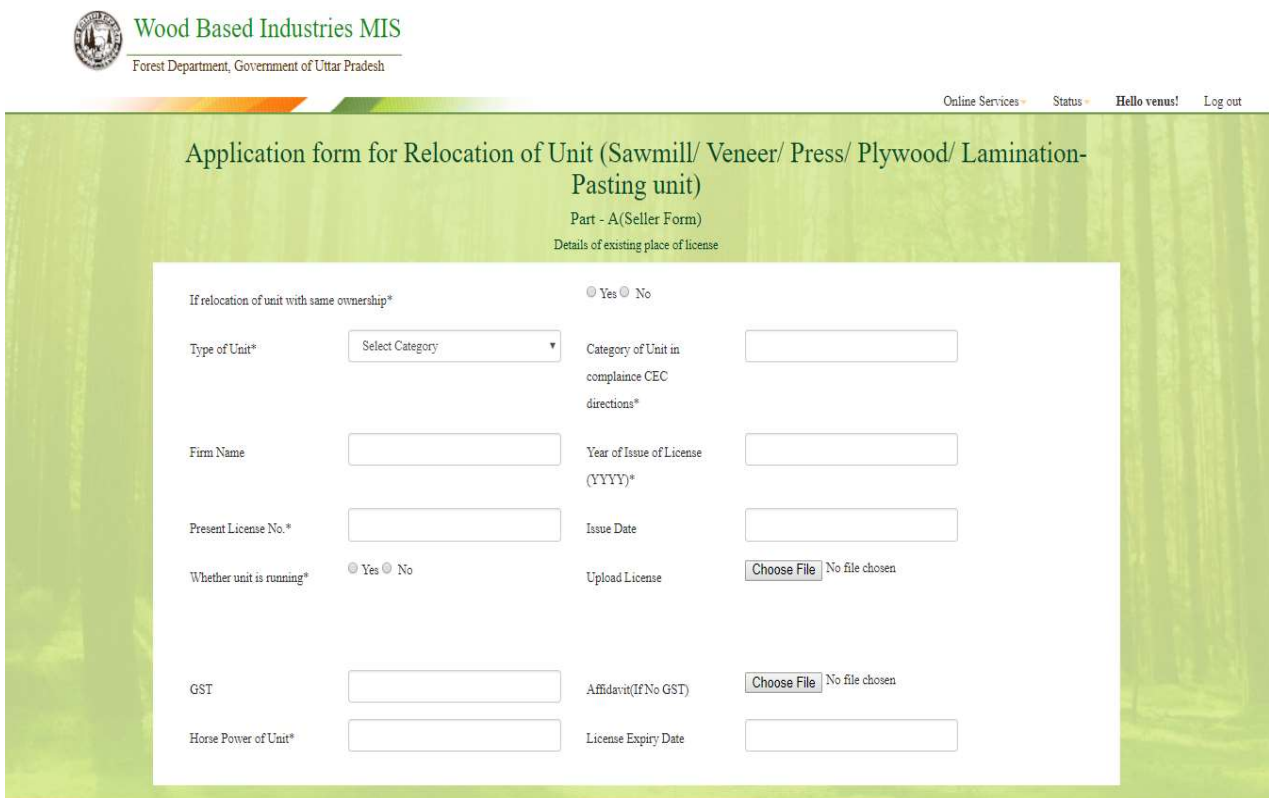 Wood Based Industries MIS
Forest Department, Government of Uttar Pradesh
Online Services Status Hello venus! Log out
Application form for Relocation of Unit (Sawmill/ Veneer/ Press/ Plywood/ Lamination-
Pasting unit)
Part - A(Seller Form)
Details of existing place of license
If relocation of unit with same ownership* Yes No
Type of Unit* Select Category Category of Unit in
complaince CEC
directions*
Firm Name Year of Issue of License
(YYYY)*
Present License No.* Issue Date
Whether unit is running* Yes No Upload License Choose File No file chosen
GST Affidavit(If No GST) Choose File No file chosen
Horse Power of Unit* License Expiry Date